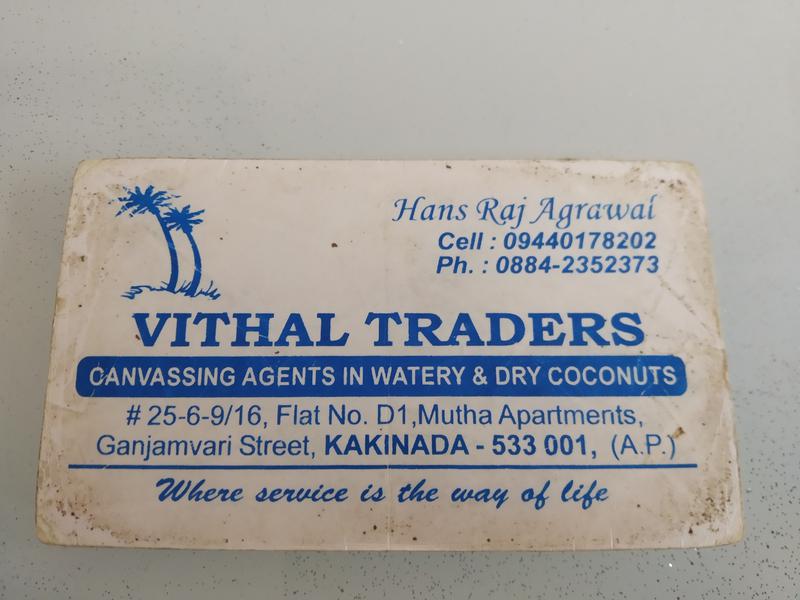 Hans Raj Agrawal
Cell : 09440178202
Ph. : 0884-2352373
VITHAL TRADERS
CANVASSING AGENTS IN WATERY & DRY COCONUTS
# 25-6-9/16, Flat No. D1,Mutha Apartments,
Ganjamvari Street, KAKINADA - 533 001, (A.P.)
Where service is the way of life